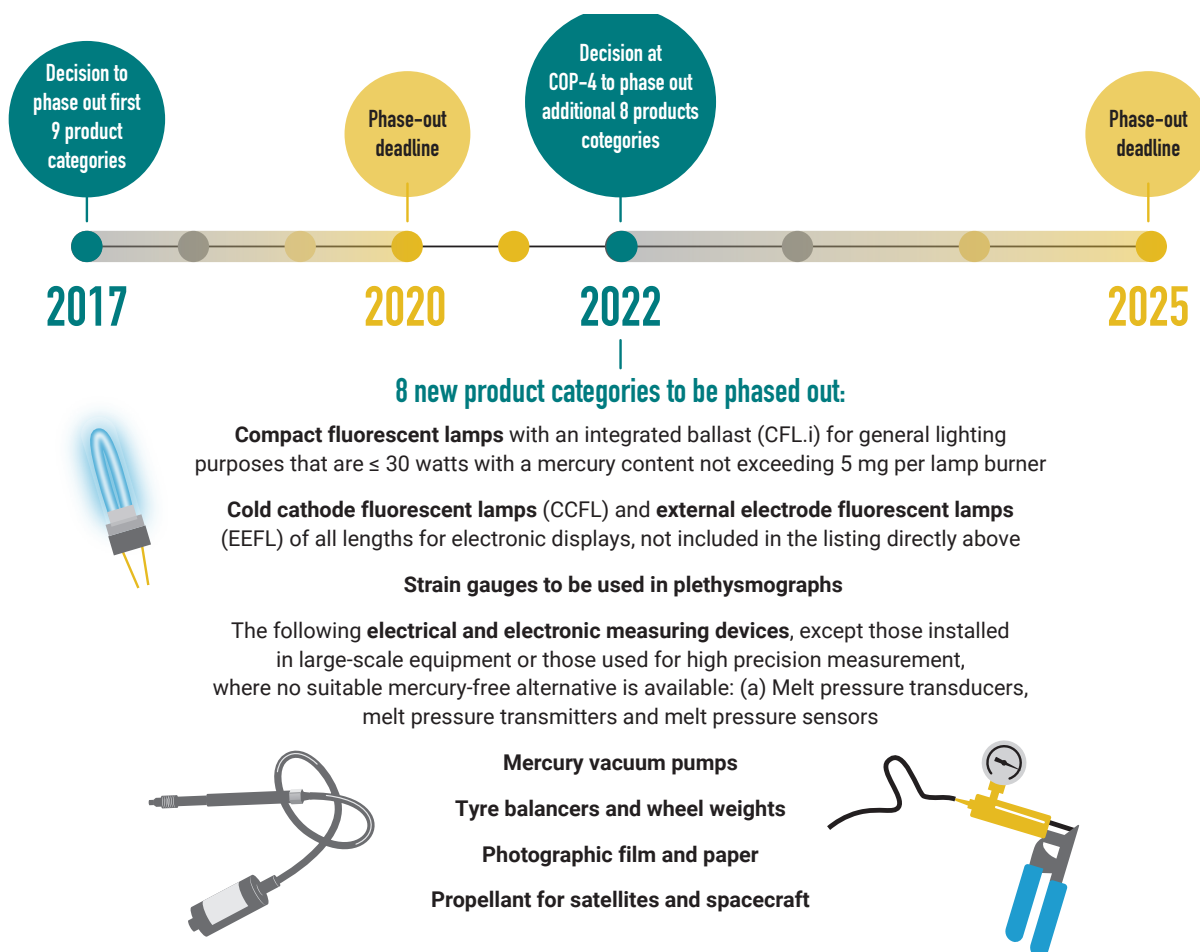 Decision to
phase out first
9 product
categories
Phase-out
deadline
Decision at
COP-4 to phase out
additional 8 products
cotegories
Phase-out
deadline
2017
2020
2022
2025
8 new product categories to be phased out:
Compact fluorescent lamps with an integrated ballast (CFL.i) for general lighting
purposes that are ≤ 30 watts with a mercury content not exceeding 5 mg per lamp burner
Cold cathode fluorescent lamps (CCFL) and external electrode fluorescent lamps
(EEFL) of all lengths for electronic displays, not included in the listing directly above
Strain gauges to be used in plethysmographs
The following electrical and electronic measuring devices, except those installed
in large-scale equipment or those used for high precision measurement,
where no suitable mercury-free alternative is available: (a) Melt pressure transducers,
melt pressure transmitters and melt pressure sensors
Mercury vacuum pumps
Tyre balancers and wheel weights
Photographic film and paper
Propellant for satellites and spacecraft